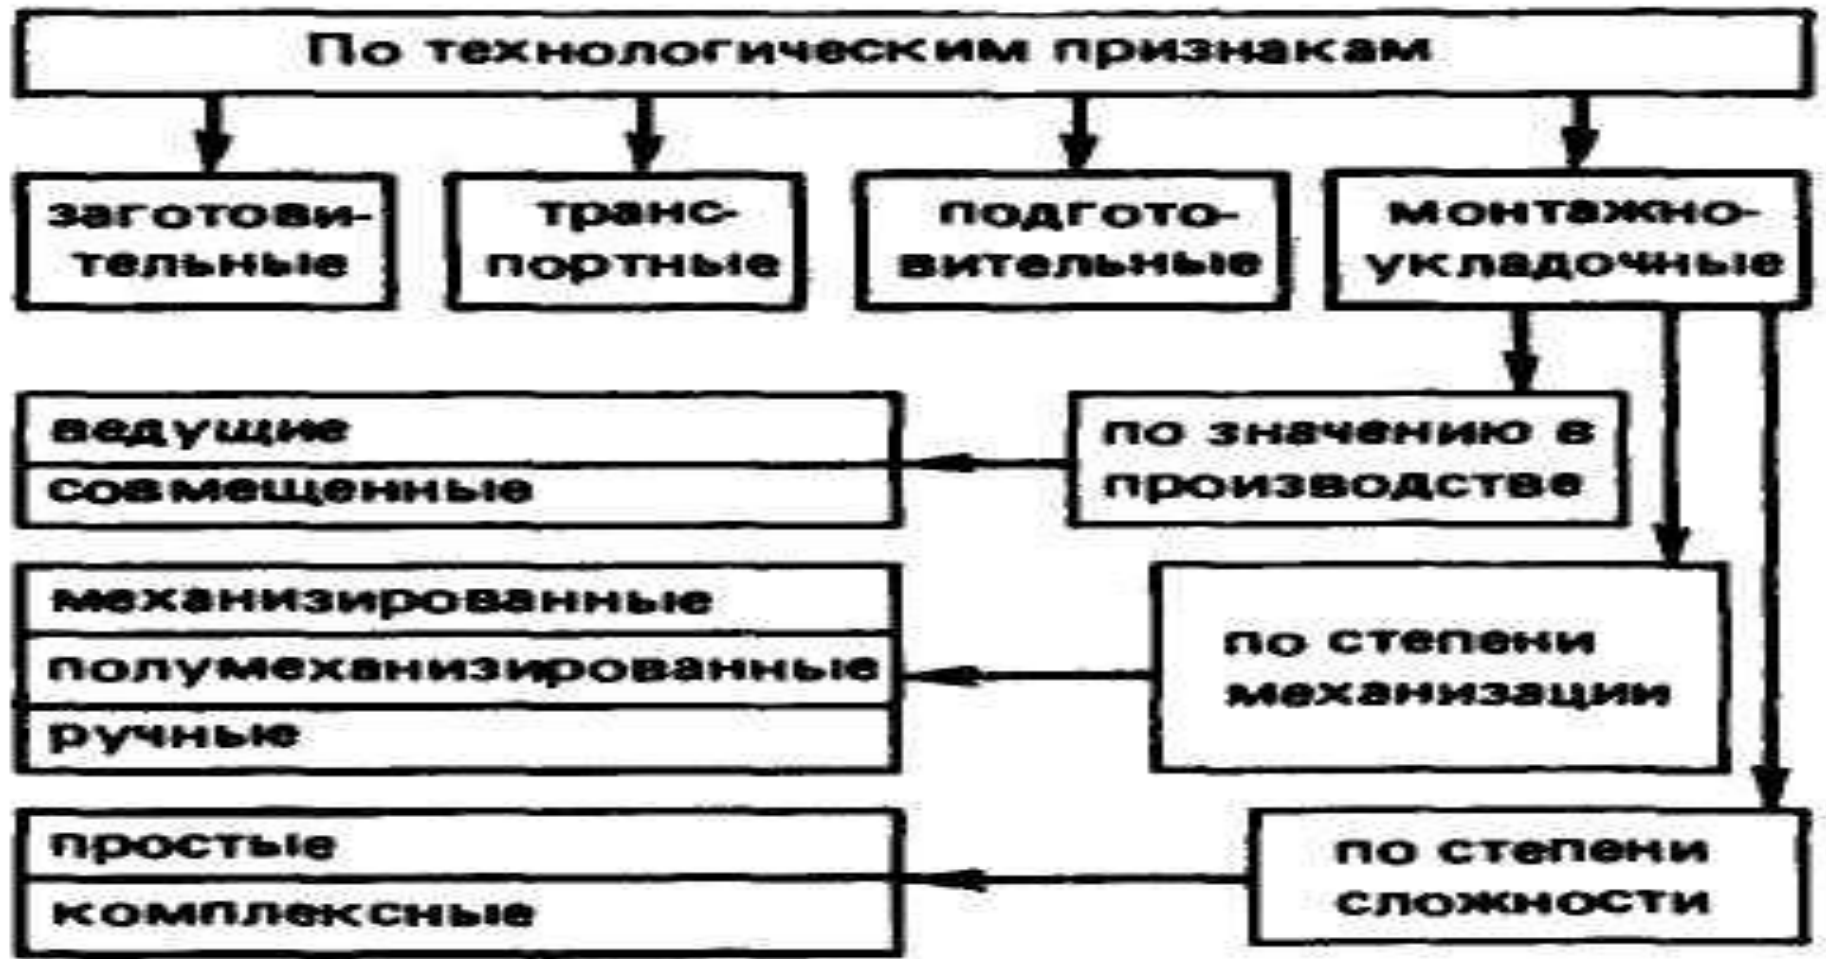 По технологическим признакам
заготови-
тельные
транс-
портные
подгото-
вительные
монтажно-
укладочные
ведущие
совмещенные
по значению в
производстве
механизированные
полумеханизированные
ручные
по степени
механизации
простые
комплексные
по степени
сложности